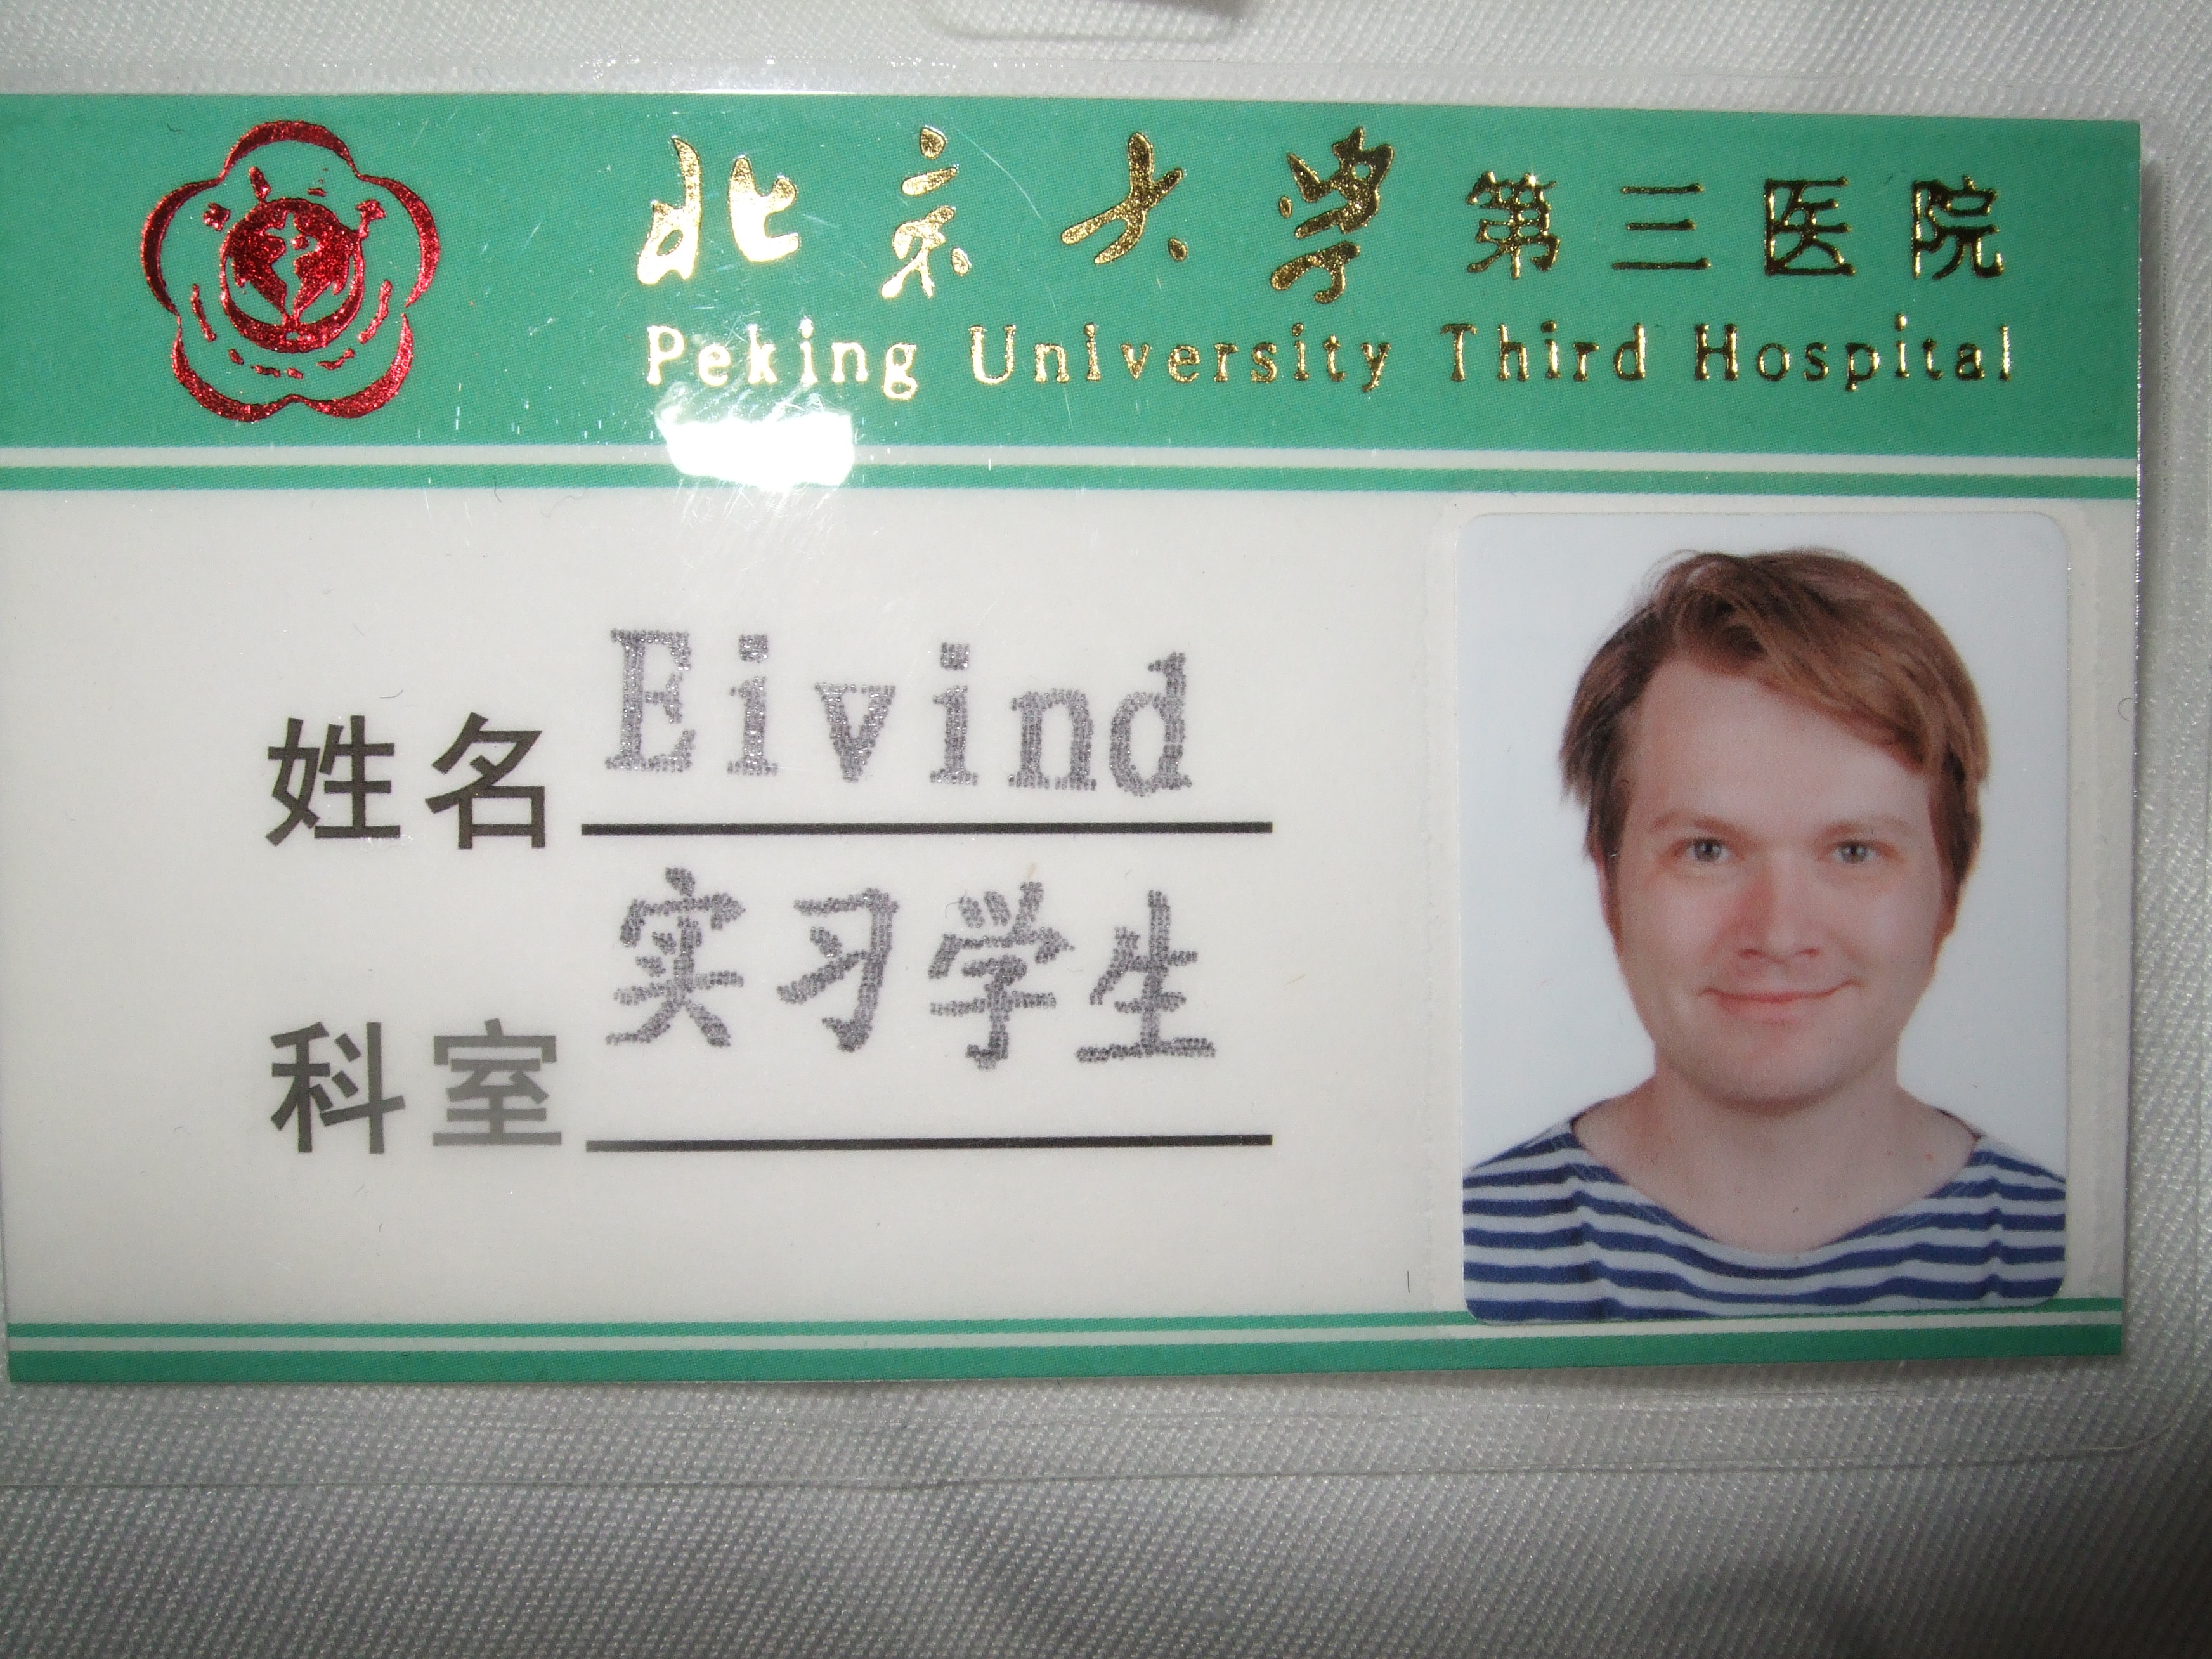 北京大学第三医院
Peking University Third Hospital
姓名 Eivind
科室 实习学生